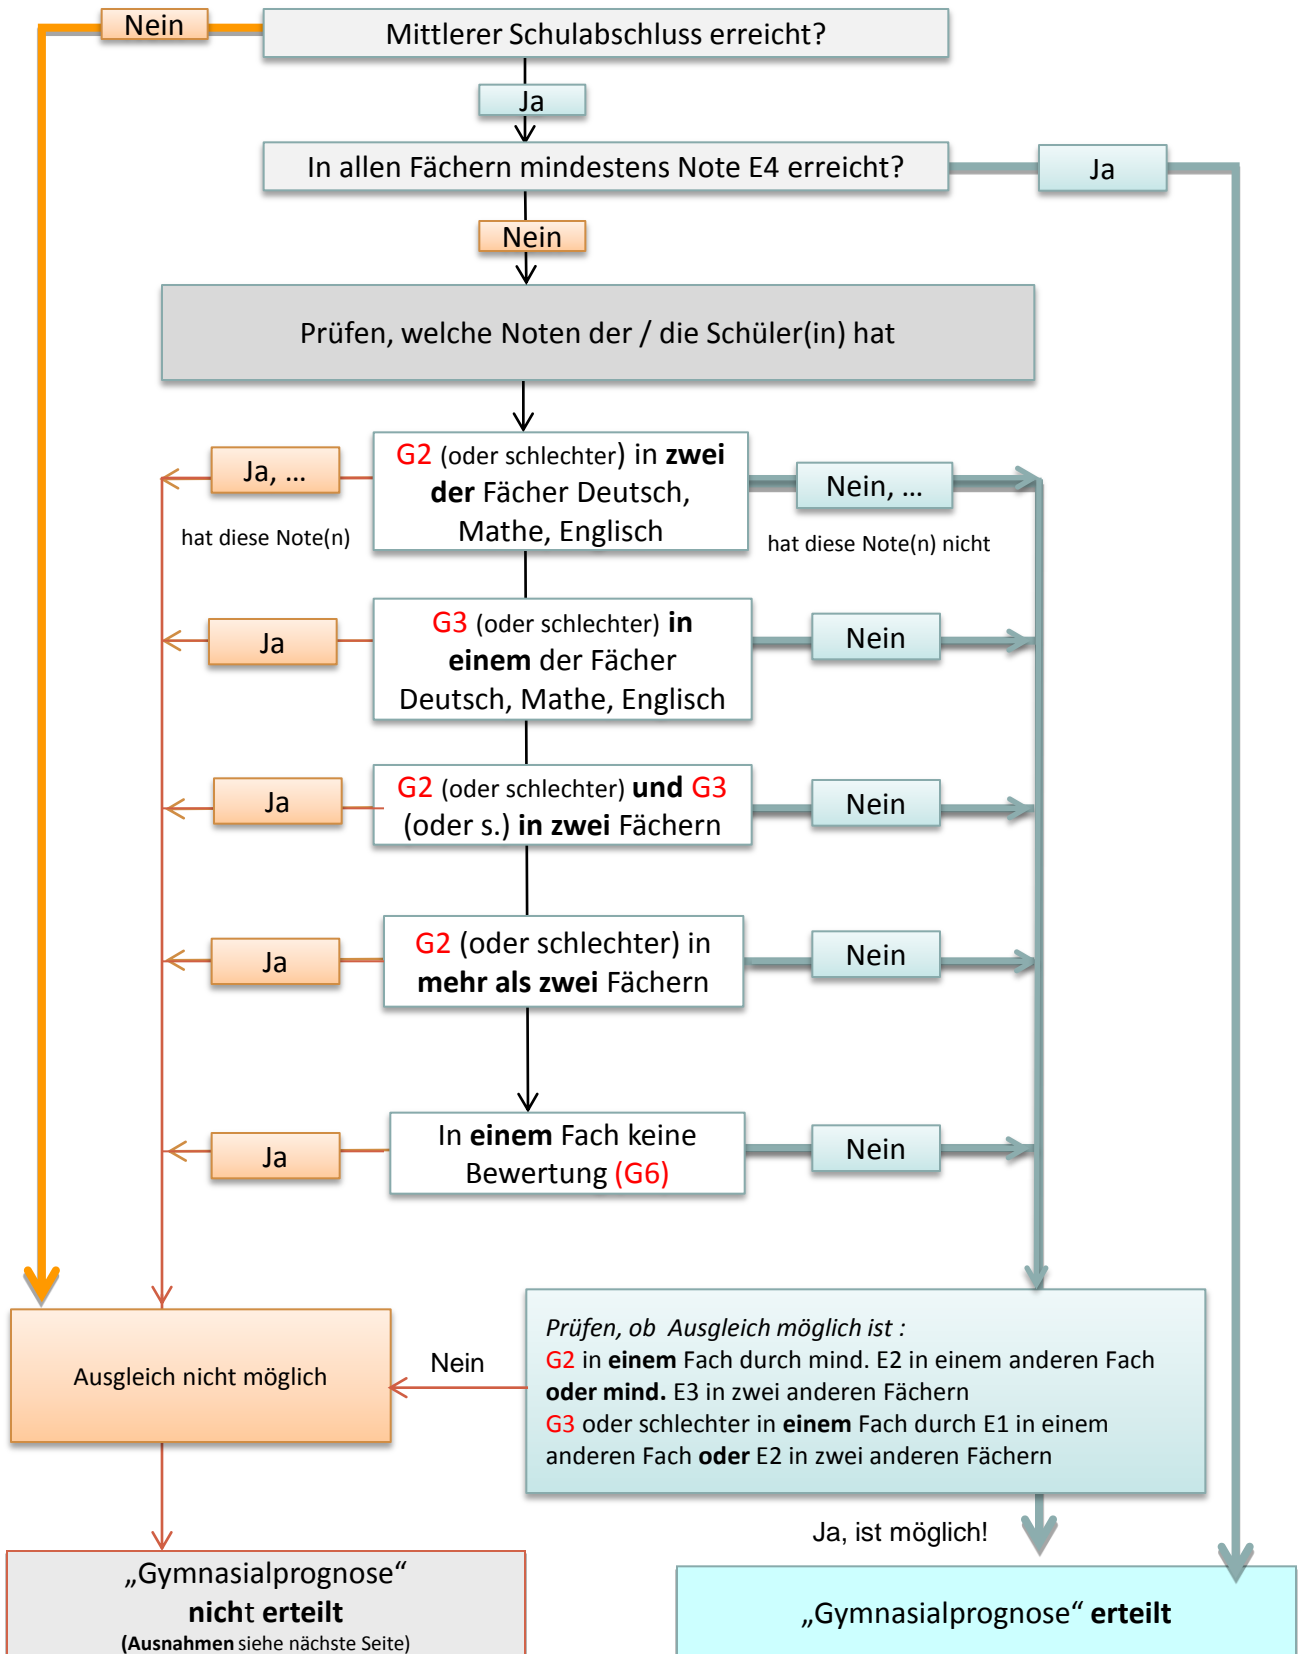 Nein
Mittlerer Schulabschluss erreicht?
Ja
In allen Fächern mindestens Note E4 erreicht?
Ja
Nein
Prüfen, welche Noten der / die Schüler(in) hat
Ja, ...
hat diese Note(n)
G2 (oder schlechter) in zwei
der Fächer Deutsch,
Mathe, Englisch
Nein, ...
hat diese Note(n) nicht
Ja
G3 (oder schlechter) in
einem der Fächer
Deutsch, Mathe, Englisch
Nein
Ja
G2 (oder schlechter) und G3
(oder s.) in zwei Fächern
Nein
Ja
G2 (oder schlechter) in
mehr als zwei Fächern
Nein
Ja
In einem Fach keine
Bewertung (G6)
Nein
Ausgleich nicht möglich
Nein
Prüfen, ob Ausgleich möglich ist :
G2 in einem Fach durch mind. E2 in einem anderen Fach
oder mind. E3 in zwei anderen Fächern
G3 oder schlechter in einem Fach durch E1 in einem
anderen Fach oder E2 in zwei anderen Fächern
Ja, ist möglich!
„Gymnasialprognose“
nicht erteilt
(Ausnahmen siehe nächste Seite)
„Gymnasialprognose“ erteilt